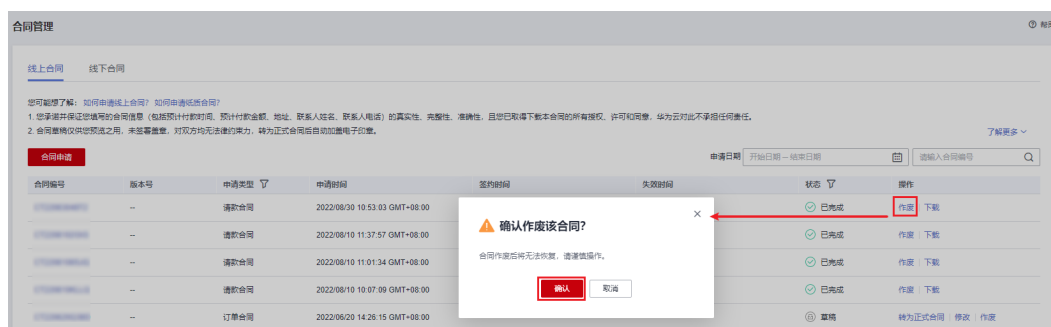 合同管理
线上合同 线下合同
您可能想了解: 如何申请线上合同? 如何申请纸质合同?
1. 您承诺并保证您填写的合同信息（包括预计付款时间、预计付款金额、地址、联系人姓名、联系人电话）的真实性、完整性、准确性，且您已取得下载本合同的所有授权、许可和同意，华为云对此不承担任何责任。
2. 合同草稿仅供您预览之用，未签署盖章，对双方均无法律约束力，转为正式合同后自动加盖电子印章。
了解更多
合同申请 申请日期 开始日期 – 结束日期 请输入合同编号
合同编号 版本号 申请类型 申请时间 签约时间 失效时间 状态 操作
-- 请款合同 2022/08/30 10:53:03 GMT+08:00 已完成 作废 下载
-- 请款合同 2022/08/10 11:37:57 GMT+08:00 已完成 作废 下载
-- 请款合同 2022/08/10 11:01:34 GMT+08:00 已完成 作废 下载
-- 请款合同 2022/08/10 10:07:09 GMT+08:00 已完成 作废 下载
-- 订单合同 2022/06/20 14:26:15 GMT+08:00 草稿 转为正式合同 修改 作废
确认作废该合同?
合同作废后将无法恢复，请谨慎操作。
确认 取消